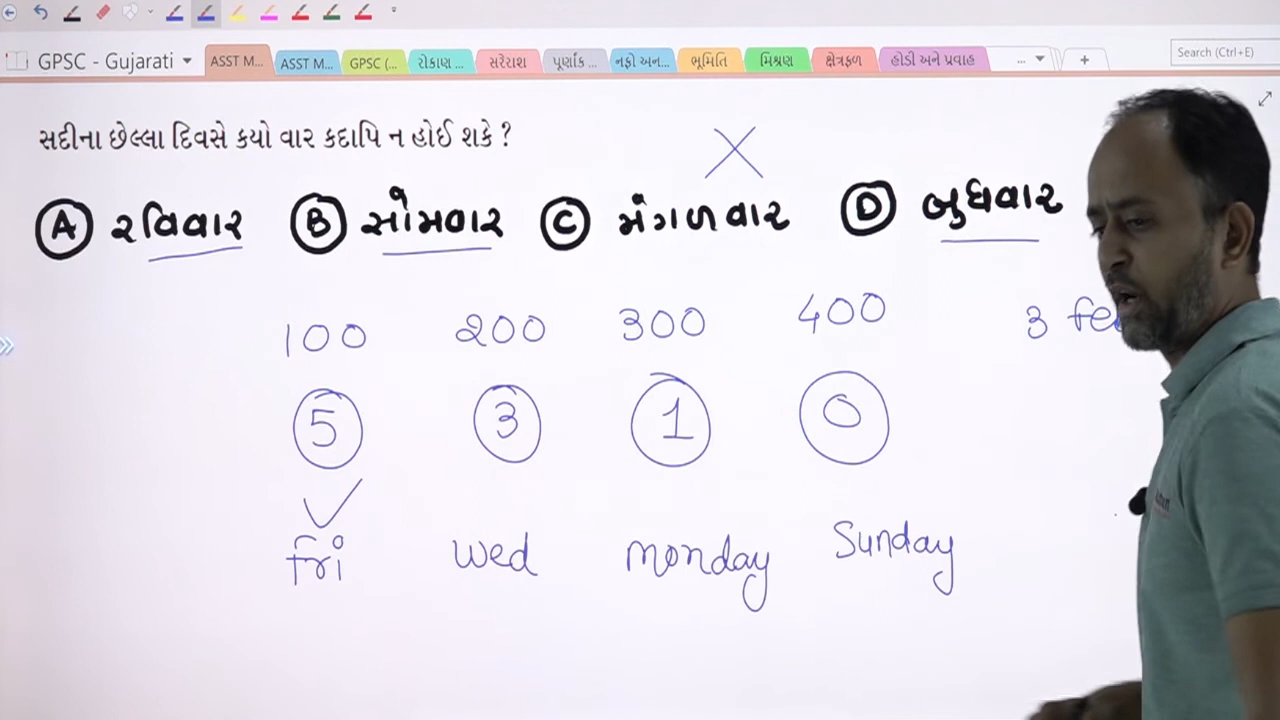 GPSC - Gujarati
ASST M... ASST M... GPSC (... રોકાણ ... સરેરાશ પૂર્ણાંક ... નફો અન... ભૂમિતિ મિશ્રણ ક્ષેત્રફળ હોડી અને પ્રવાહ ... + Search (Ctrl+E)
સદીના છેલ્લા દિવસે કયો વાર કદાપિ ન હોઈ શકે ?
A રવિવાર B સોમવાર C મંગળવાર D બુધવાર
100 200 300 400 3
5 3 1 0
Fri Wed monday Sunday